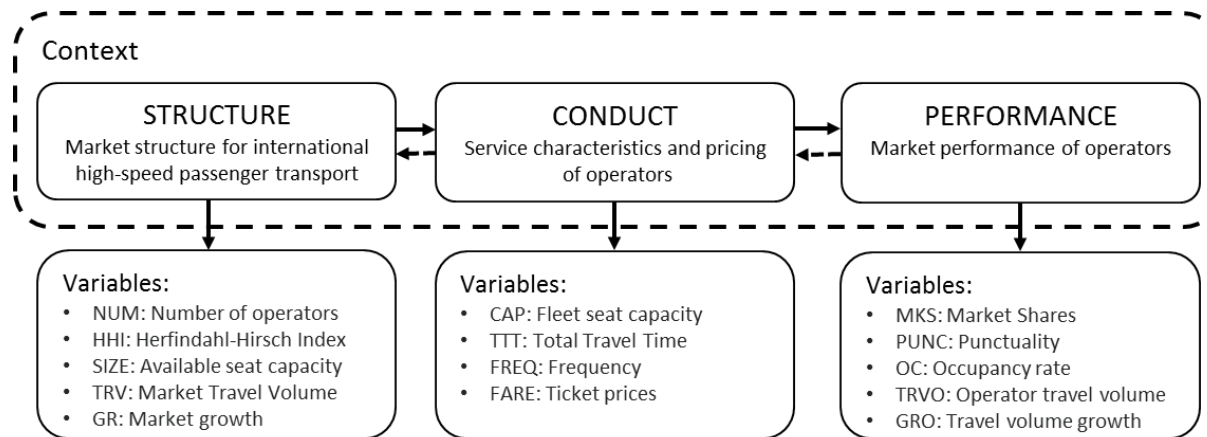 Context
STRUCTURE
Market structure for international
high-speed passenger transport
CONDUCT
Service characteristics and pricing
of operators
PERFORMANCE
Market performance of operators
Variables:
• NUM: Number of operators
• HHI: Herfindahl-Hirsch Index
• SIZE: Available seat capacity
• TRV: Market Travel Volume
• GR: Market growth
Variables:
• CAP: Fleet seat capacity
• TTT: Total Travel Time
• FREQ: Frequency
• FARE: Ticket prices
Variables:
• MKS: Market Shares
• PUNC: Punctuality
• OC: Occupancy rate
• TRVO: Operator travel volume
• GRO: Travel volume growth